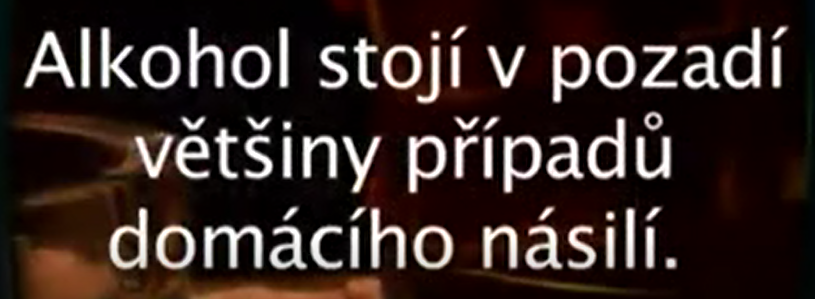 Alkohol stojí v pozadí
většiny případů
domácího násilí.